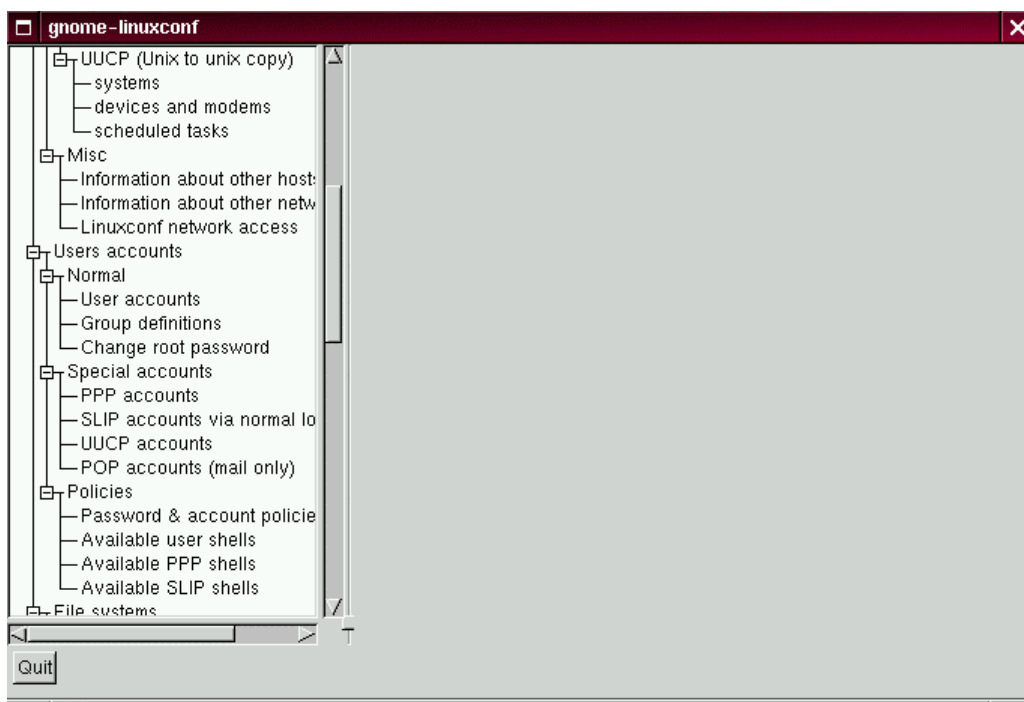 gnome-linuxconf
UUCP (Unix to unix copy)
systems
devices and modems
scheduled tasks
Misc
Information about other hosts
Information about other netw
Linuxconf network access
Users accounts
Normal
User accounts
Group definitions
Change root password
Special accounts
PPP accounts
SLIP accounts via normal lo
UUCP accounts
POP accounts (mail only)
Policies
Password & account policie
Available user shells
Available PPP shells
Available SLIP shells
File systems
Quit